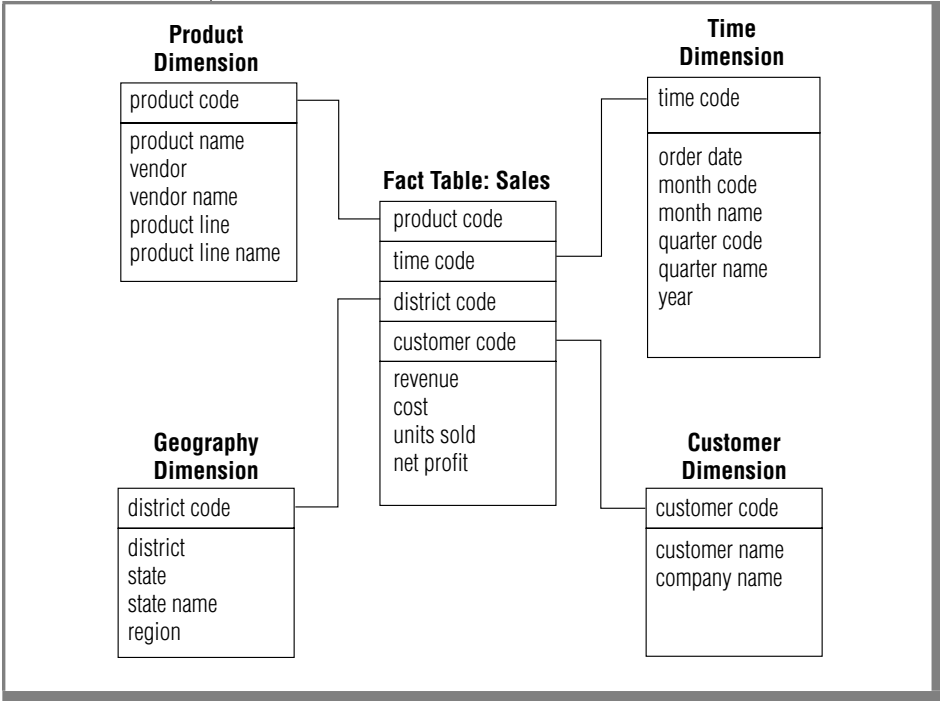 Product
Dimension
product code
product name
vendor
vendor name
product line
product line name
Time
Dimension
time code
order date
month code
month name
quarter code
quarter name
year
Fact Table: Sales
product code
time code
district code
customer code
revenue
cost
units sold
net profit
Geography
Dimension
district code
district
state
state name
region
Customer
Dimension
customer code
customer name
company name